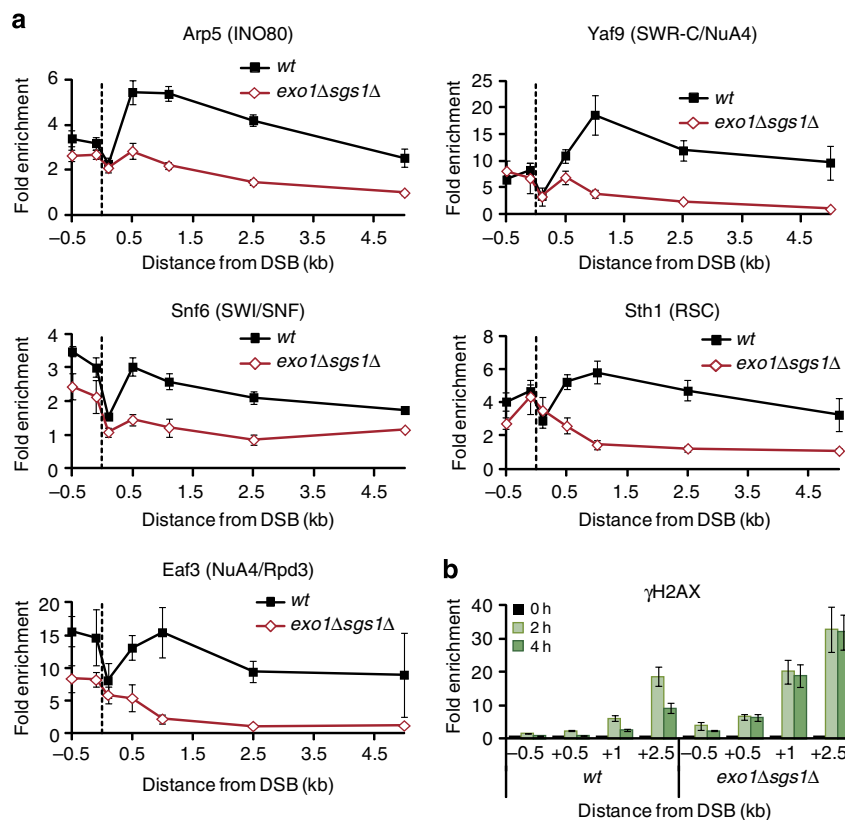 a
Arp5 (INO80)
Fold enrichment
6
4
2
0
wt
exo1Δsgs1Δ
–0.5 0.5 1.5 2.5 3.5 4.5
Distance from DSB (kb)
Yaf9 (SWR-C/NuA4)
Fold enrichment
25
20
15
10
5
0
wt
exo1Δsgs1Δ
–0.5 0.5 1.5 2.5 3.5 4.5
Distance from DSB (kb)
Snf6 (SWI/SNF)
Fold enrichment
4
3
2
1
0
wt
exo1Δsgs1Δ
–0.5 0.5 1.5 2.5 3.5 4.5
Distance from DSB (kb)
Sth1 (RSC)
Fold enrichment
8
6
4
2
0
wt
exo1Δsgs1Δ
–0.5 0.5 1.5 2.5 3.5 4.5
Distance from DSB (kb)
Eaf3 (NuA4/Rpd3)
Fold enrichment
20
15
10
5
0
wt
exo1Δsgs1Δ
–0.5 0.5 1.5 2.5 3.5 4.5
Distance from DSB (kb)
b
γH2AX
Fold enrichment
40
30
20
10
0
0 h
2 h
4 h
–0.5 +0.5 +1 +2.5 –0.5 +0.5 +1 +2.5
wt exo1Δsgs1Δ
Distance from DSB (kb)